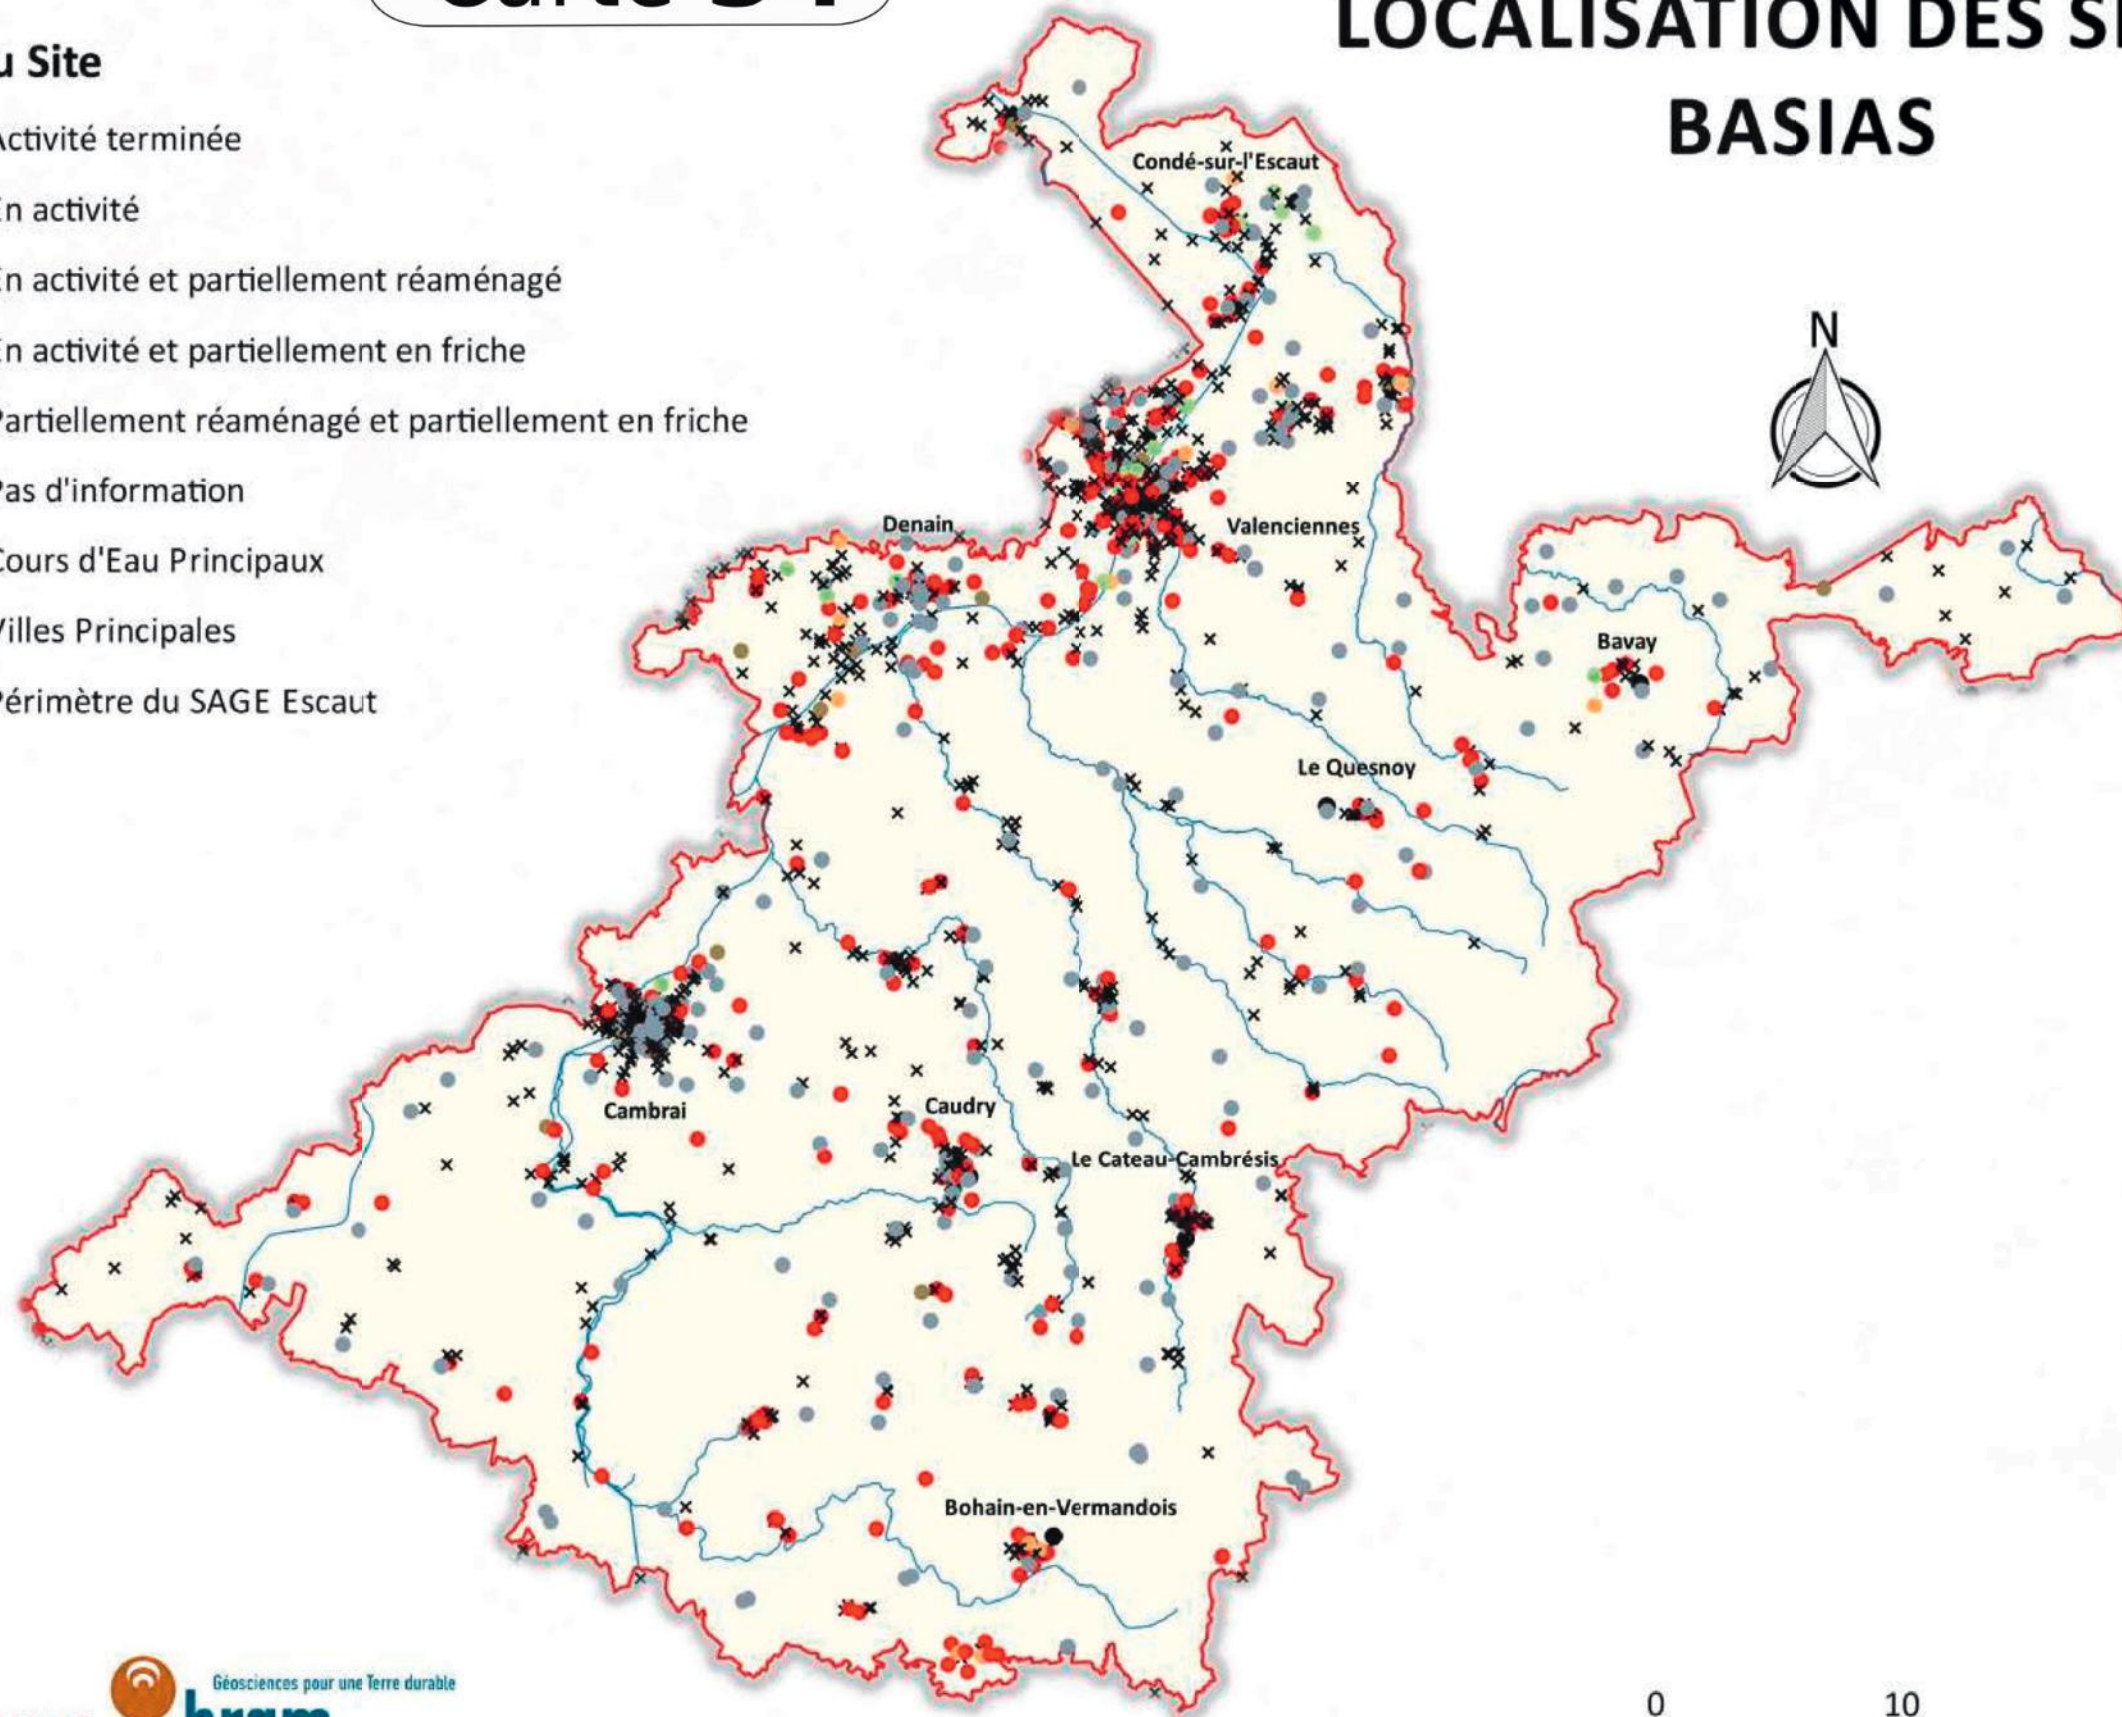 Carte 34
LOCALISATION DES SI
BASIAS
u Site
Activité terminée
En activité
En activité et partiellement réaménagé
En activité et partiellement en friche
Partiellement réaménagé et partiellement en friche
Pas d'information
Cours d'Eau Principaux
Villes Principales
Périmètre du SAGE Escaut
N
Condé-sur-l'Escaut
Denain
Valenciennes
Bavay
Le Quesnoy
Cambrai
Caudry
Le Cateau-Cambrésis
Bohain-en-Vermandois
Géosciences pour une Terre durable
brgm
0
10